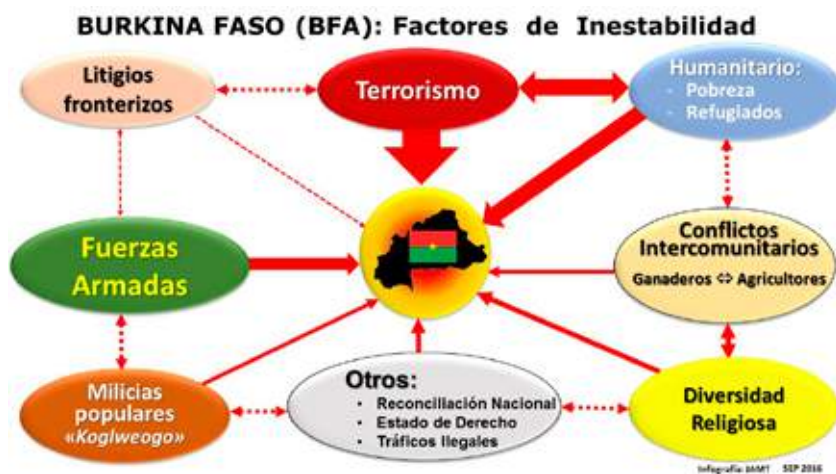 BURKINA FASO (BFA): Factores de Inestabilidad
Litigios
fronterizos
Terrorismo
Humanitario:
- Pobreza
- Refugiados
Fuerzas
Armadas
Conflictos
Intercomunitarios
Ganaderos ⇔ Agricultores
Milicias
populares
«Koglweogo»
Otros:
• Reconciliación Nacional
• Estado de Derecho
• Tráficos Ilegales
Diversidad
Religiosa
Infografía: SEP